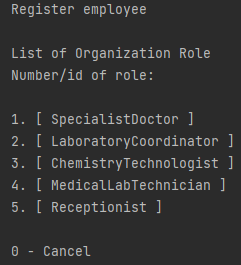 Register employee
List of Organization Role
Number/id of role:
1. [ SpecialistDoctor ]
2. [ LaboratoryCoordinator ]
3. [ ChemistryTechnologist ]
4. [ MedicalLabTechnician ]
5. [ Receptionist ]
0 - Cancel